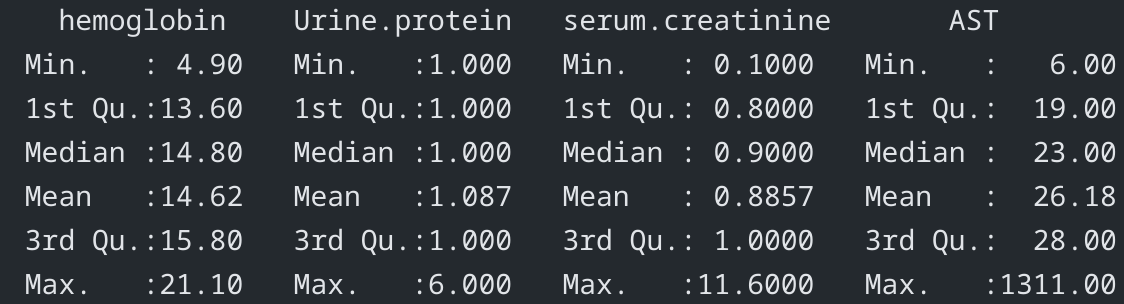 hemoglobin Urine.protein serum.creatinine AST
Min. : 4.90 Min. :1.000 Min. : 0.1000 Min. : 6.00
1st Qu.:13.60 1st Qu.:1.000 1st Qu.: 0.8000 1st Qu.: 19.00
Median :14.80 Median :1.000 Median : 0.9000 Median : 23.00
Mean :14.62 Mean :1.087 Mean : 0.8857 Mean : 26.18
3rd Qu.:15.80 3rd Qu.:1.000 3rd Qu.: 1.0000 3rd Qu.: 28.00
Max. :21.10 Max. :6.000 Max. :11.6000 Max. :1311.00